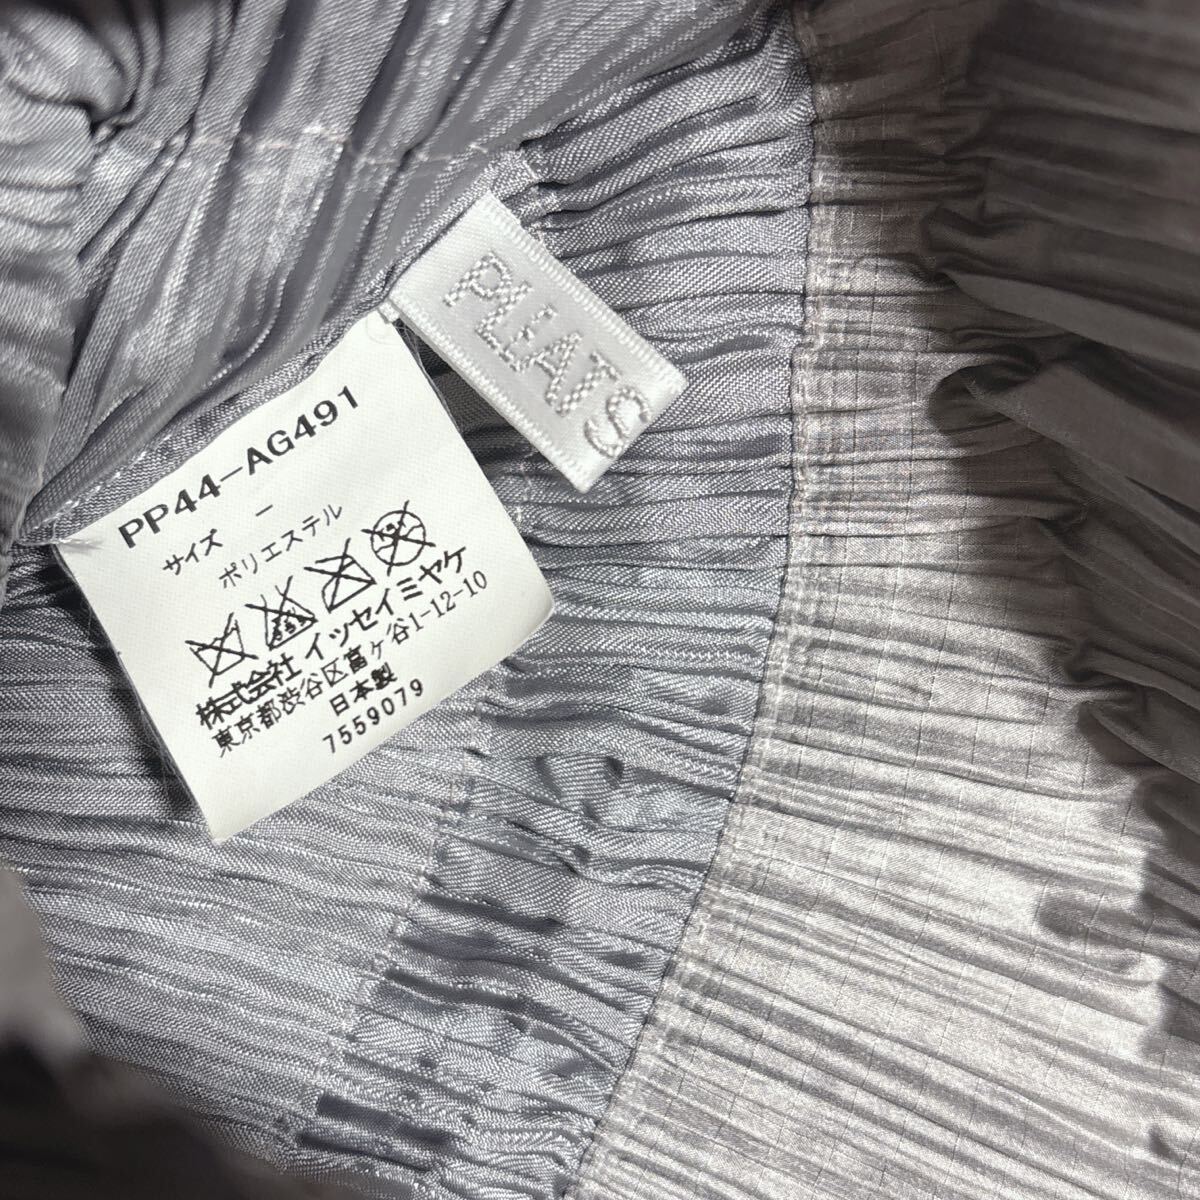 PLEATS
PP44-AG491
サイズ -
ポリエステル
株式会社 イッセイミヤケ
東京都渋谷区富ヶ谷1-12-10
日本製
7559079